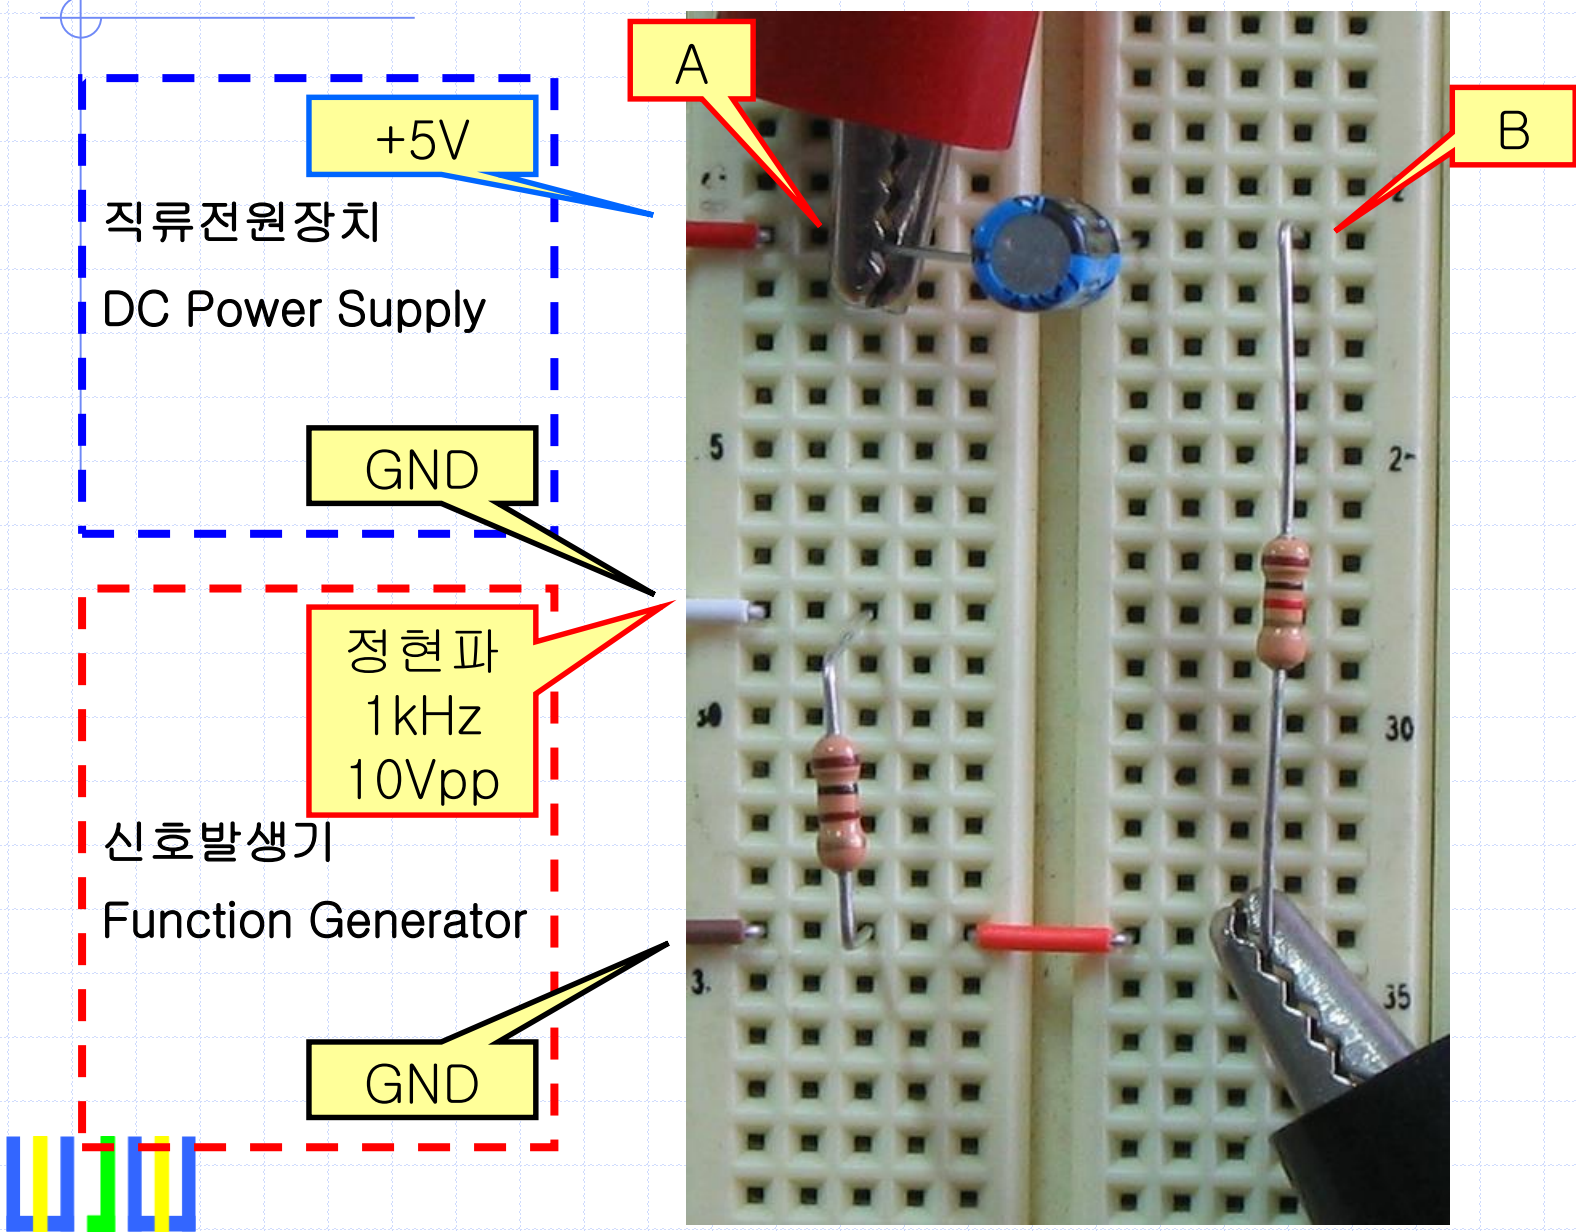 A
+5V
B
직류전원장치
DC Power Supply
GND
5
2-
정현파
1kHz
10Vpp
30
30
신호발생기
Function Generator
3.
35
GND